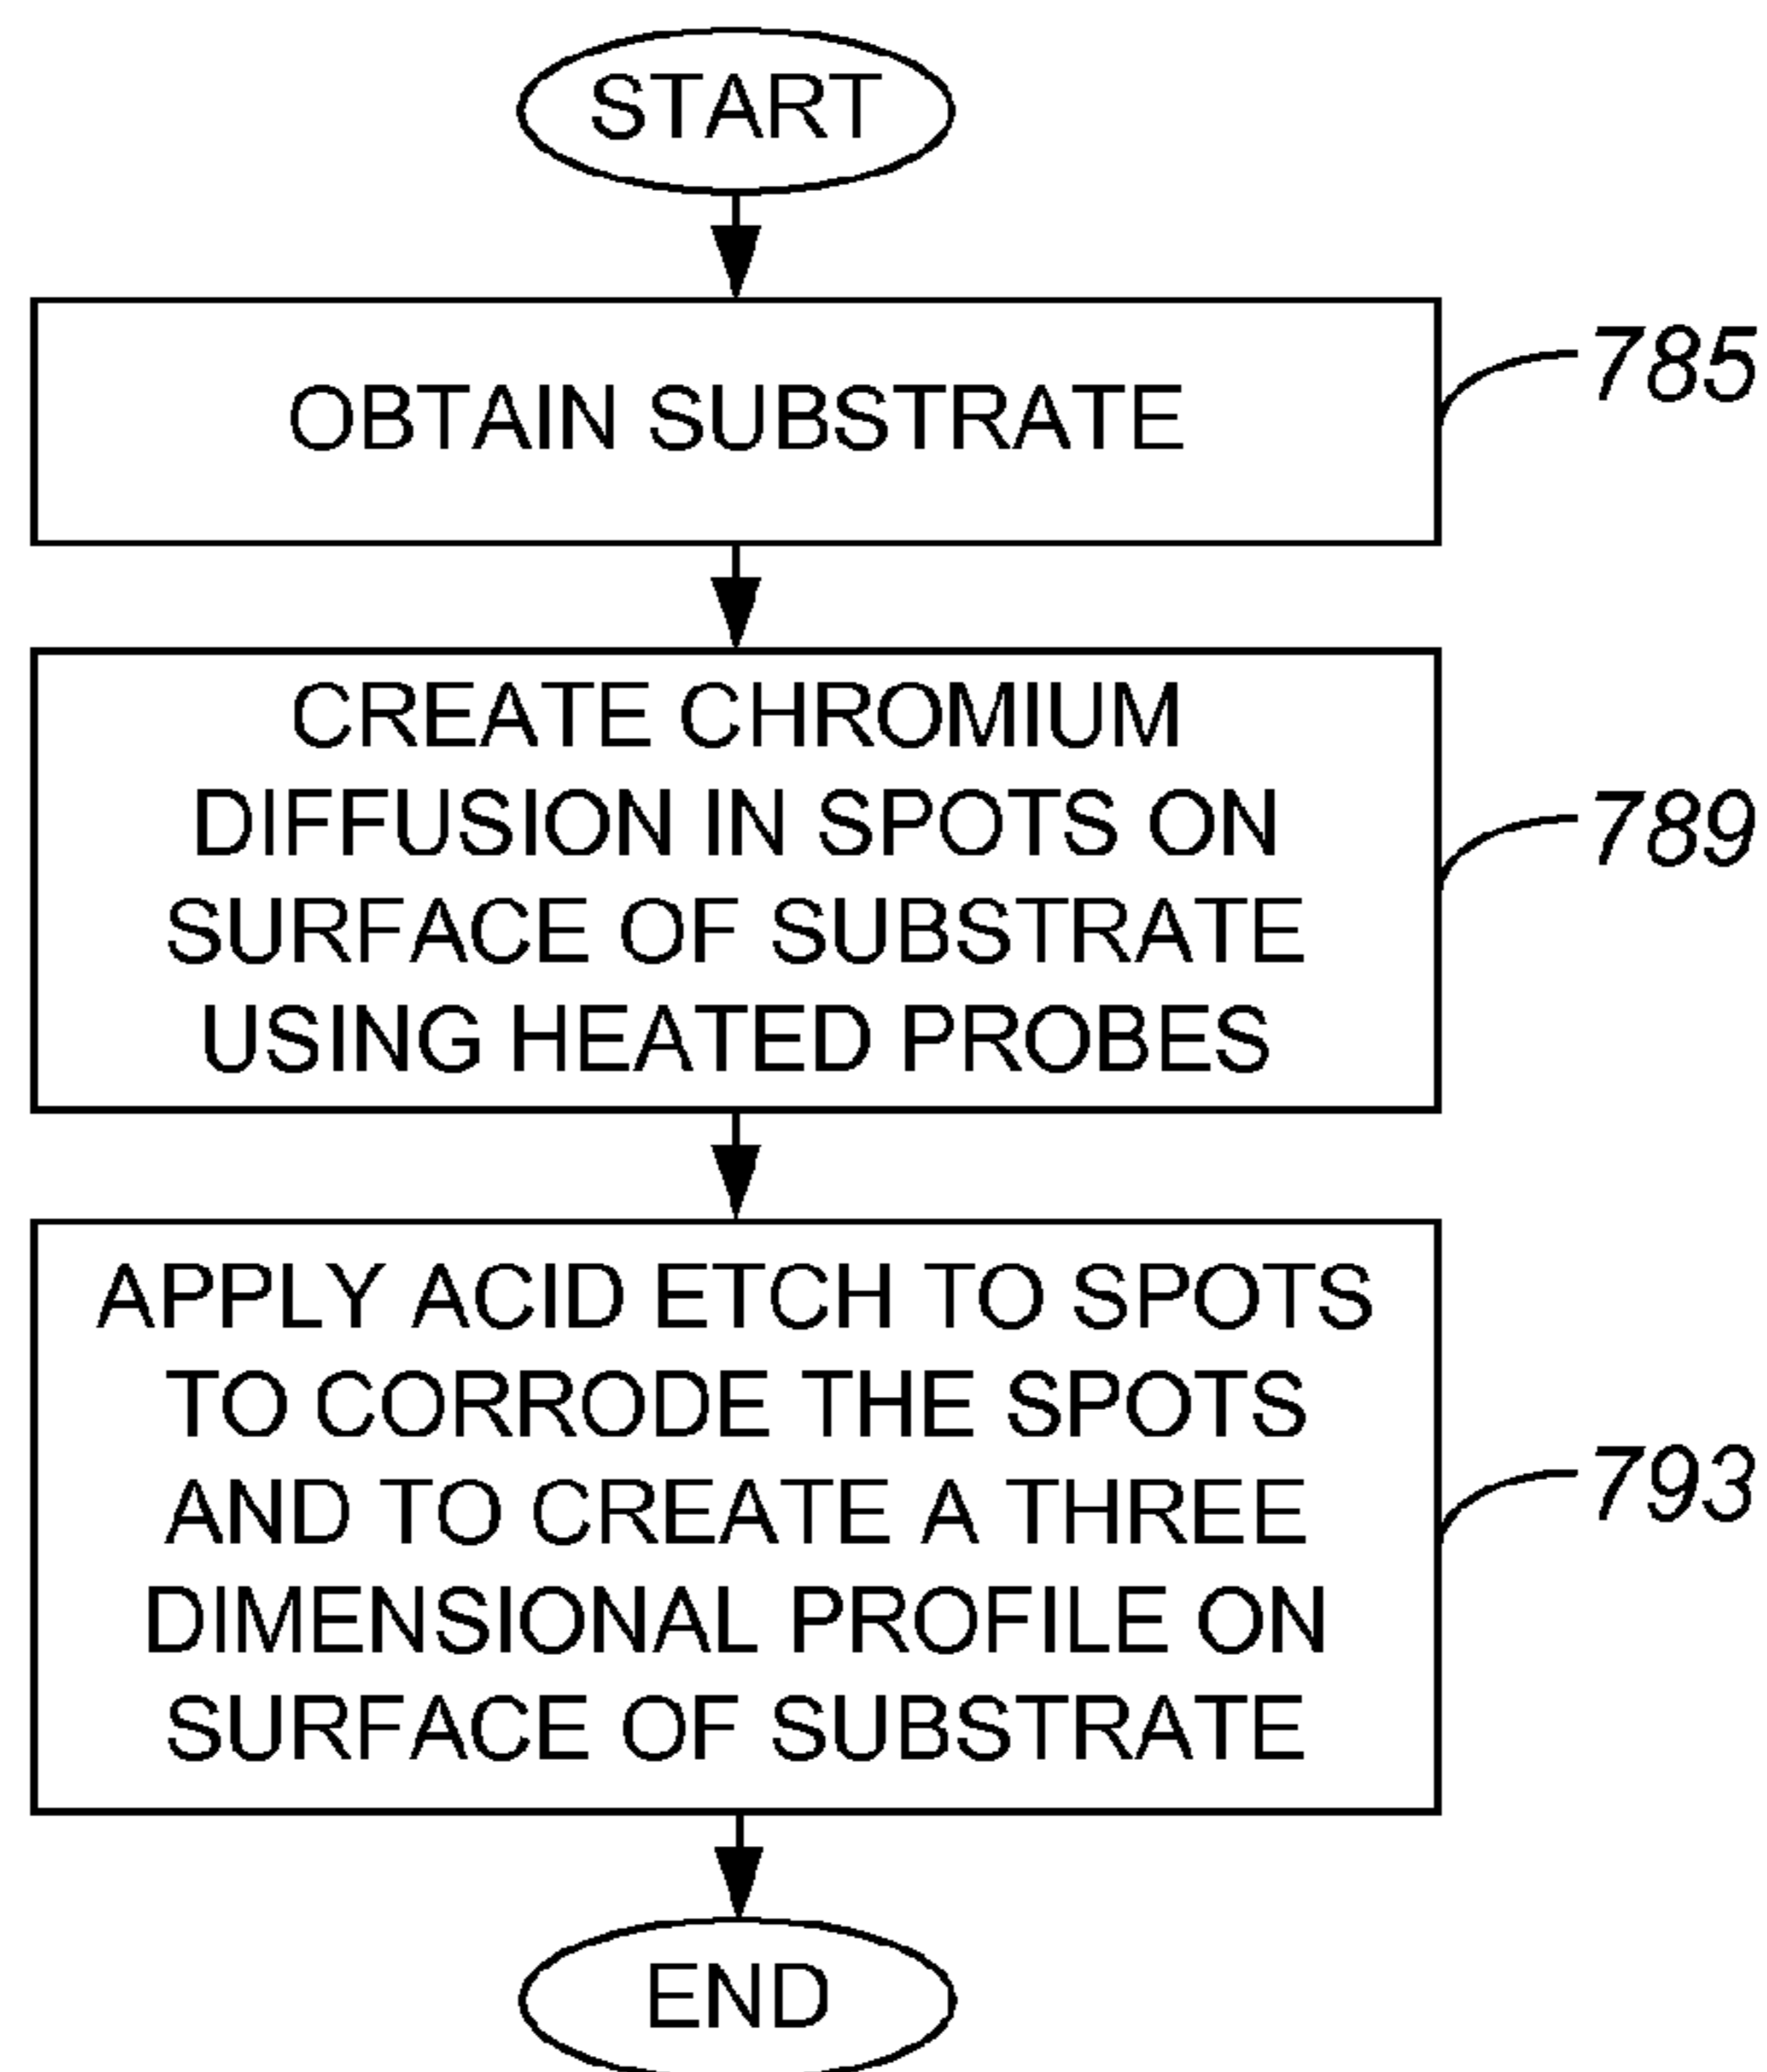 START
OBTAIN SUBSTRATE
785
CREATE CHROMIUM
DIFFUSION IN SPOTS ON
SURFACE OF SUBSTRATE
USING HEATED PROBES
789
APPLY ACID ETCH TO SPOTS
TO CORRODE THE SPOTS
AND TO CREATE A THREE
DIMENSIONAL PROFILE ON
SURFACE OF SUBSTRATE
793
END